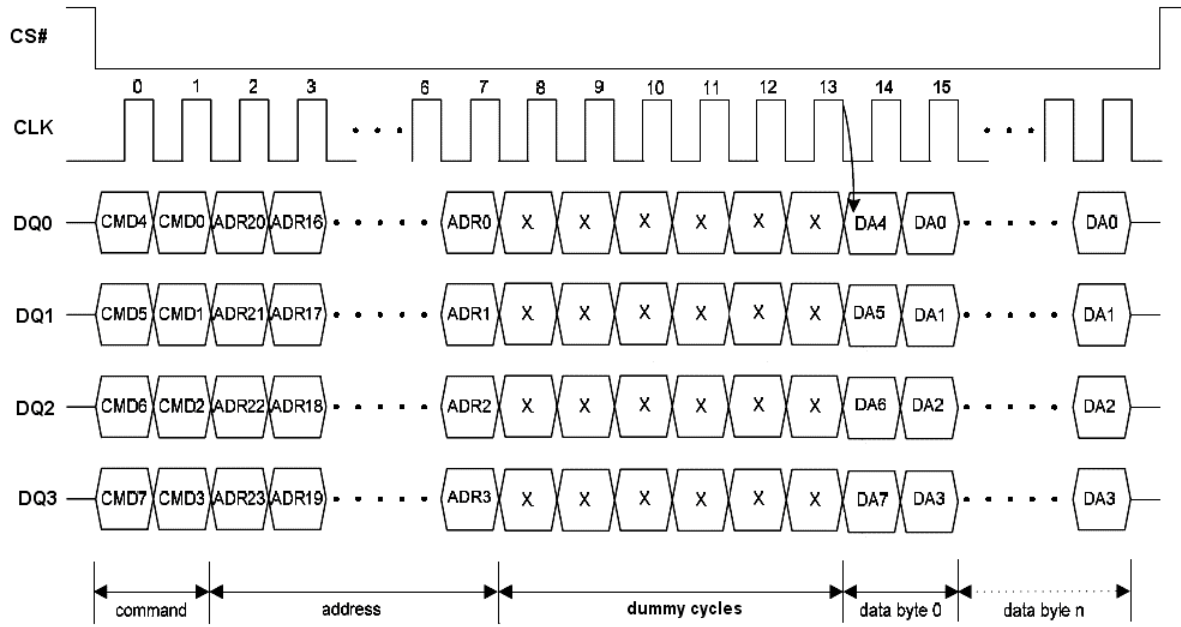 CS#
0 1 2 3 6 7 8 9 10 11 12 13 14 15
CLK
DQ0 CMD4 CMD0 ADR20 ADR16 ADR0 X X X X X X DA4 DA0 DA0
DQ1 CMD5 CMD1 ADR21 ADR17 ADR1 X X X X X X DA5 DA1 DA1
DQ2 CMD6 CMD2 ADR22 ADR18 ADR2 X X X X X X DA6 DA2 DA2
DQ3 CMD7 CMD3 ADR23 ADR19 ADR3 X X X X X X DA7 DA3 DA3
command address dummy cycles data byte 0 data byle n